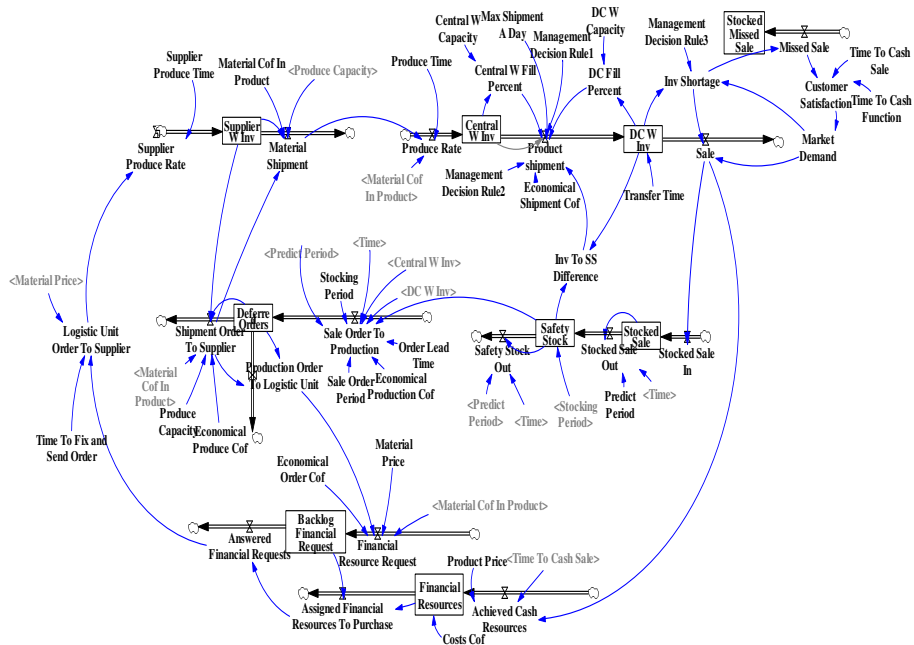 Central W
Capacity
Max Shipment
A Day
DC W
Capacity
Management
Decision Rule1
Management
Decision Rule3
Stocked
Missed
Sale
Missed Sale
Supplier
Produce Time
Material Cof In
Product
<Produce Capacity>
Produce Time
Central W Fill
Percent
DC Fill
Percent
Inv Shortage
Time To Cash
Sale
Customer
Satisfaction
Time To Cash
Function
Supplier
W Inv
Supplier
Produce Rate
Material
Shipment
Produce Rate
Central
W Inv
Product
shipment
DC W
Inv
Sale
Market
Demand
<Material Cof
In Product>
Management
Decision Rule2
Economical
Shipment Cof
Transfer Time
<Predict Period>
<Time>
<Central W Inv>
<DC W Inv>
Stocking
Period
Inv To SS
Difference
<Material Price>
Logistic Unit
Order To Supplier
Shipment Order
To Supplier
Deferre
Orders
Sale Order To
Production
Order Lead
Time
Safety Stock
Out
Safety
Stock
Stocked Sale
Out
Stocked
Sale
Stocked Sale
In
<Material
Cof In
Product>
Production Order
To Logistic Unit
Sale Order
Period
Economical
Production Cof
<Predict
Period>
<Time>
<Stocking
Period>
Predict
Period
<Time>
Produce
Capacity
Economical
Produce Cof
Time To Fix and
Send Order
Economical
Order Cof
Material
Price
<Material Cof In Product>
Answered
Financial Requests
Backlog
Financial
Request
Financial
Resource Request
Product Price
<Time To Cash Sale>
Assigned Financial
Resources To Purchase
Financial
Resources
Achieved Cash
Resources
Costs Cof